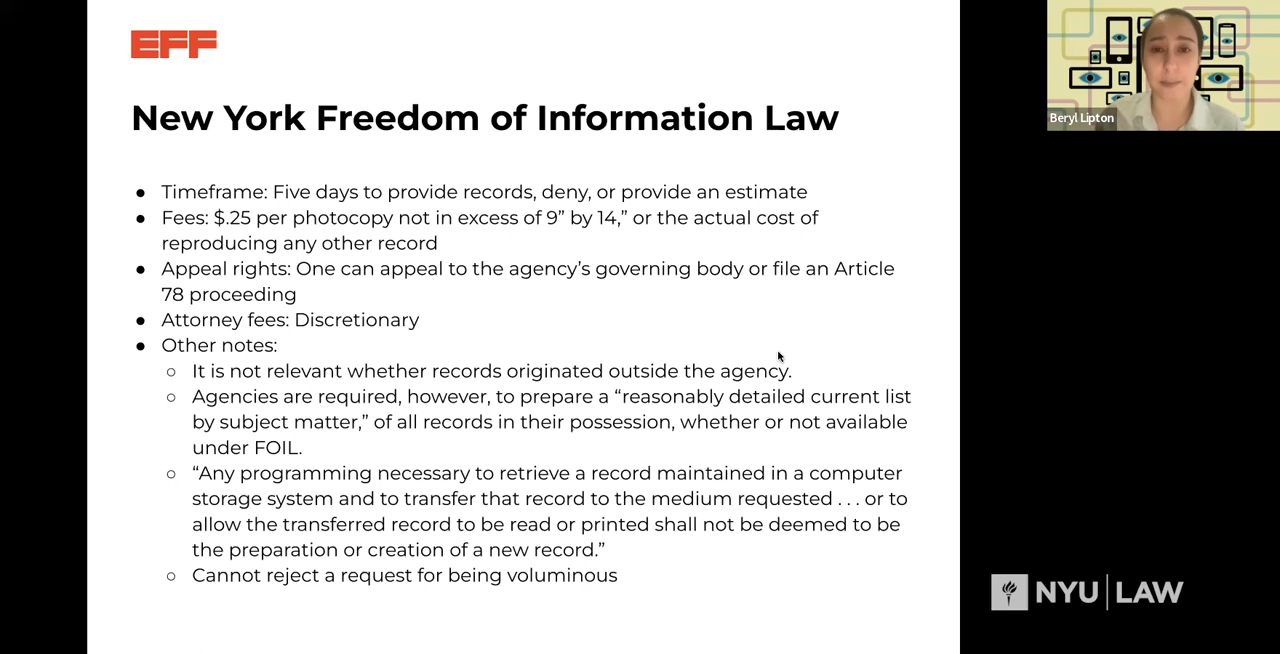 EFF
New York Freedom of Information Law
● Timeframe: Five days to provide records, deny, or provide an estimate
● Fees: $.25 per photocopy not in excess of 9” by 14,” or the actual cost of
reproducing any other record
● Appeal rights: One can appeal to the agency’s governing body or file an Article
78 proceeding
● Attorney fees: Discretionary
● Other notes:
○ It is not relevant whether records originated outside the agency.
○ Agencies are required, however, to prepare a “reasonably detailed current list
by subject matter,” of all records in their possession, whether or not available
under FOIL.
○ “Any programming necessary to retrieve a record maintained in a computer
storage system and to transfer that record to the medium requested . . . or to
allow the transferred record to be read or printed shall not be deemed to be
the preparation or creation of a new record.”
○ Cannot reject a request for being voluminous
Beryl Lipton
NYU | LAW